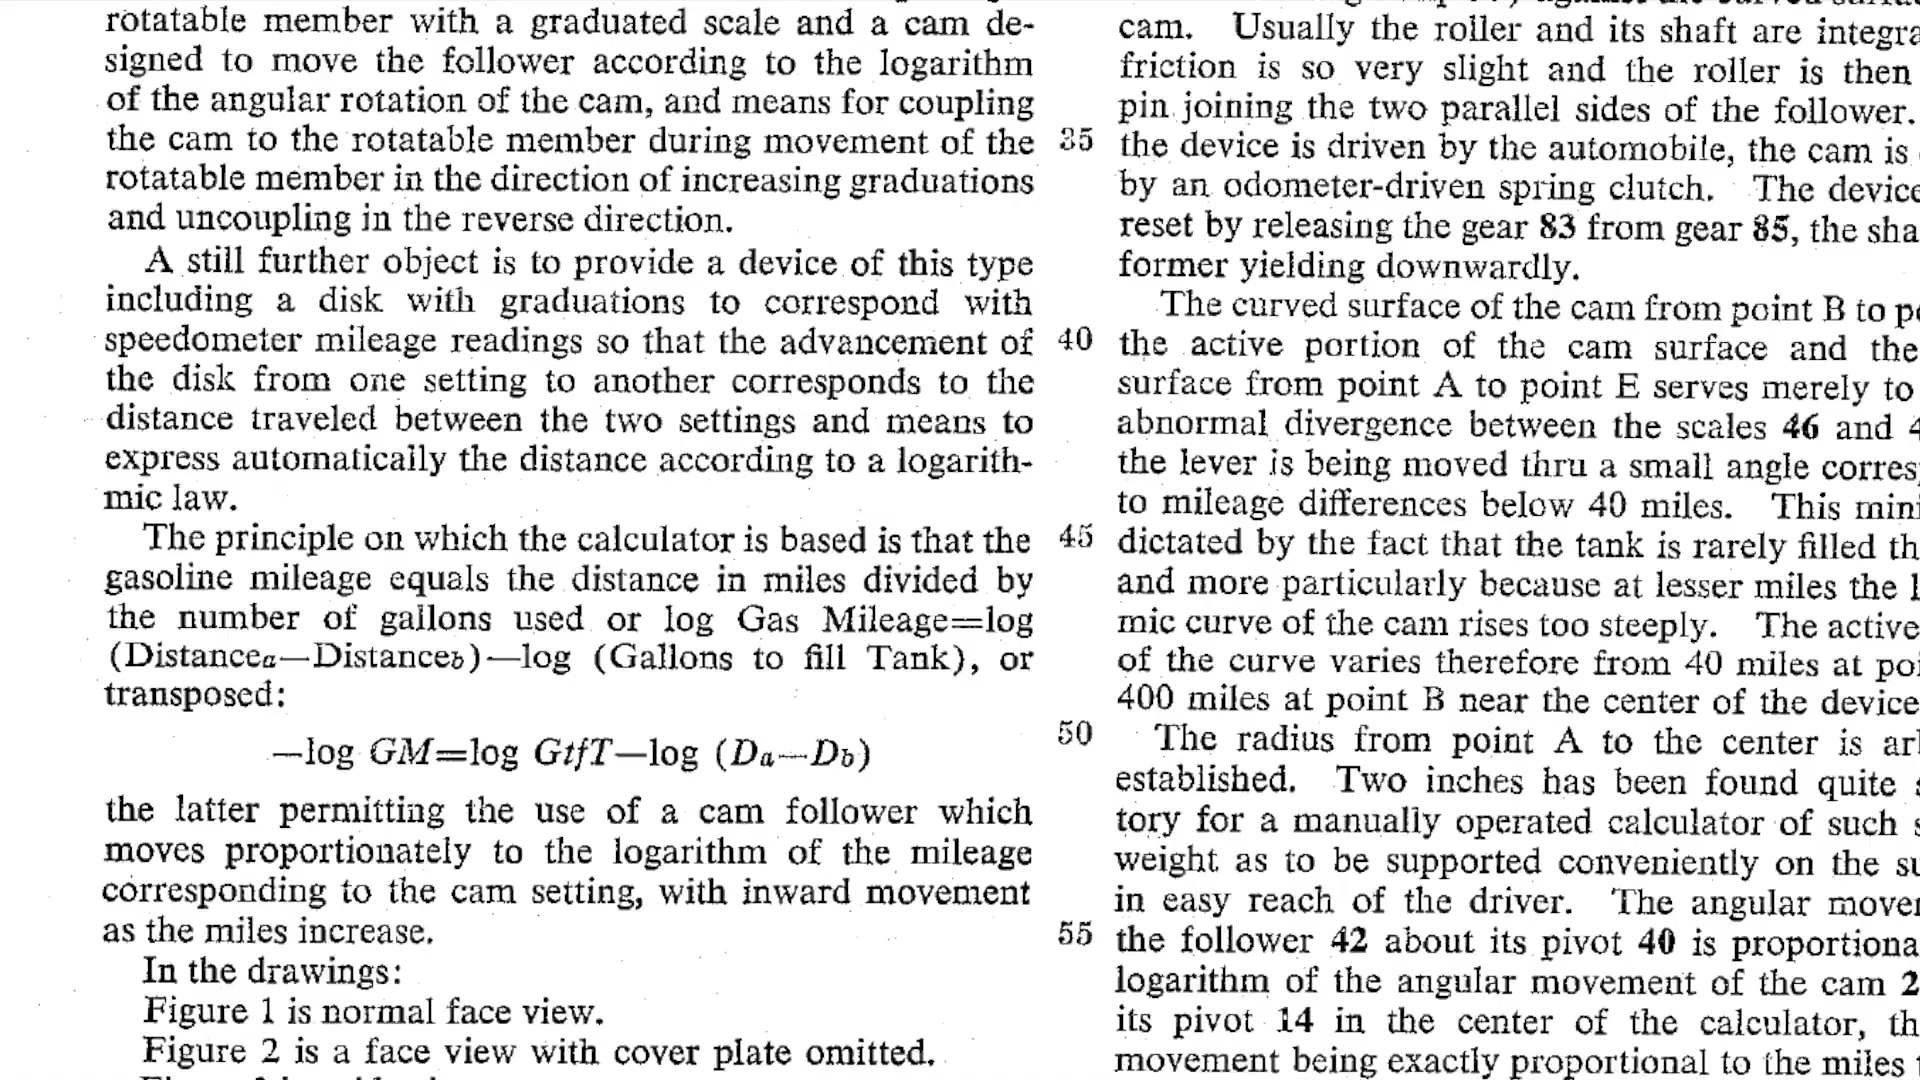 rotatable member with a graduated scale and a cam de-
signed to move the follower according to the logarithm
of the angular rotation of the cam, and means for coupling
the cam to the rotatable member during movement of the
rotatable member in the direction of increasing graduations
and uncoupling in the reverse direction.
A still further object is to provide a device of this type
including a disk with graduations to correspond with
speedometer mileage readings so that the advancement of
the disk from one setting to another corresponds to the
distance traveled between the two settings and means to
express automatically the distance according to a logarith-
mic law.
The principle on which the calculator is based is that the
gasoline mileage equals the distance in miles divided by
the number of gallons used or log Gas Mileage=log
(Distancea—Distanceb)—log (Gallons to fill Tank), or
transposed:
—log GM=log GtfT—log (Da—Db)
the latter permitting the use of a cam follower which
moves proportionately to the logarithm of the mileage
corresponding to the cam setting, with inward movement
as the miles increase.
In the drawings:
Figure 1 is normal face view.
Figure 2 is a face view with cover plate omitted.
35
40
45
50
55
cam. Usually the roller and its shaft are
friction is so very slight and the roller is then
pin joining the two parallel sides of the follower.
the device is driven by the automobile, the cam is
by an odometer-driven spring clutch. The
reset by releasing the gear 83 from gear 85, the
former yielding downwardly.
The curved surface of the cam from point B to
the active portion of the cam surface and the
surface from point A to point E serves merely to
abnormal divergence between the scales 46 and
the lever is being moved thru a small angle
to mileage differences below 40 miles. This
dictated by the fact that the tank is rarely filled
and more particularly because at lesser miles the
mic curve of the cam rises too steeply. The active
of the curve varies therefore from 40 miles at
400 miles at point B near the center of the device
The radius from point A to the center is
established. Two inches has been found quite
tory for a manually operated calculator of such
weight as to be supported conveniently on the
in easy reach of the driver. The angular
the follower 42 about its pivot 40 is
logarithm of the angular movement of the cam
its pivot 14 in the center of the calculator,
movement being exactly proportional to the miles